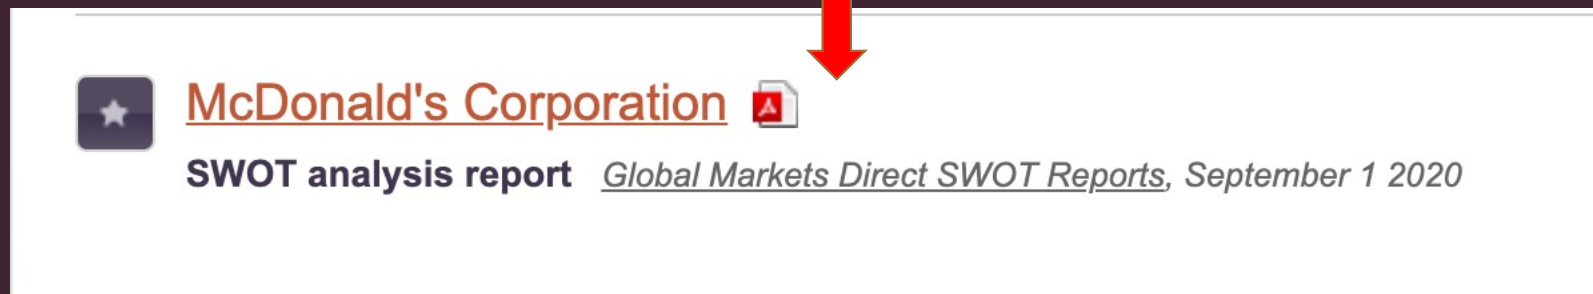 McDonald's Corporation
SWOT analysis report Global Markets Direct SWOT Reports, September 1 2020